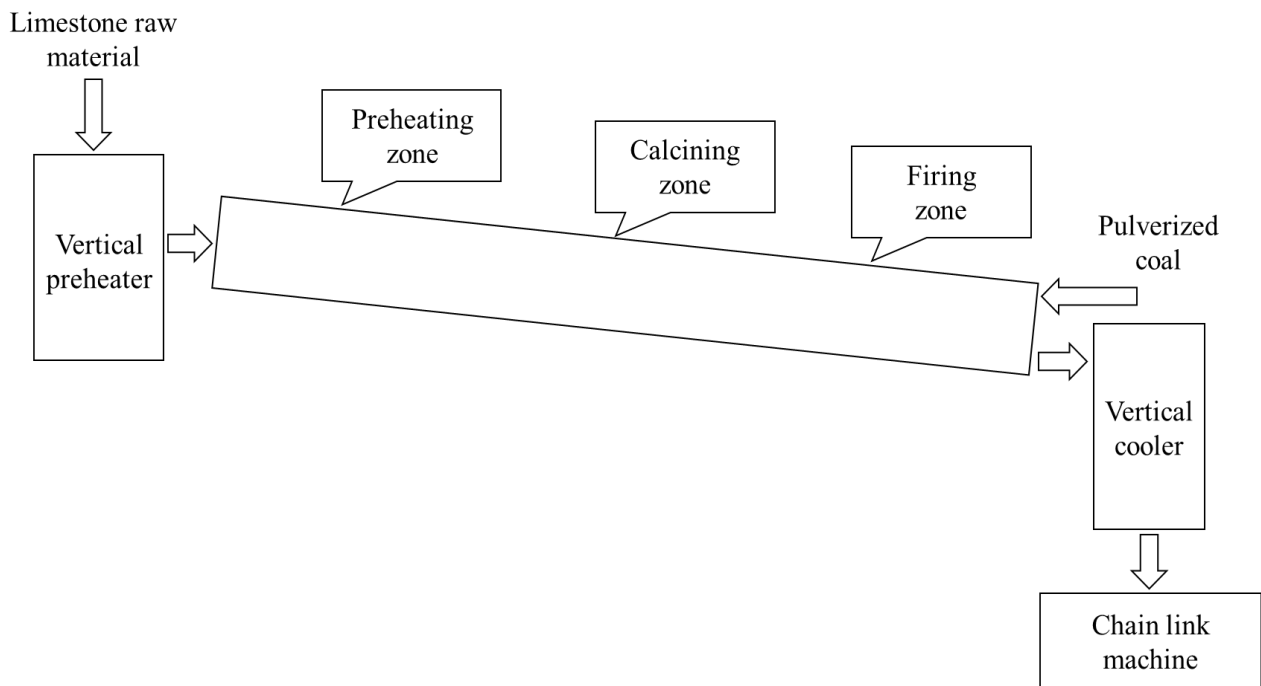 Limestone raw
material
Preheating
zone
Calcining
zone
Firing
zone
Vertical
preheater
Pulverized
coal
Vertical
cooler
Chain link
machine